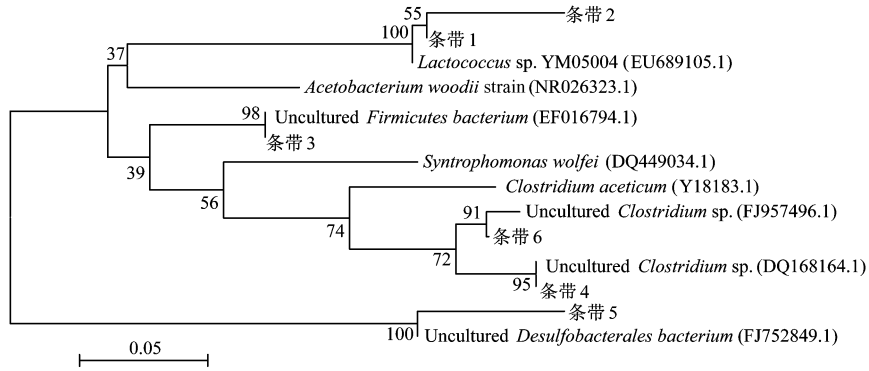 55
条带 2
100
条带 1
37
Lactococcus sp. YM05004 (EU689105.1)
Acetobacterium woodii strain (NR026323.1)
98
Uncultured Firmicutes bacterium (EF016794.1)
条带 3
39
Syntrophomonas wolfei (DQ449034.1)
56
Clostridium aceticum (Y18183.1)
91
Uncultured Clostridium sp. (FJ957496.1)
74
条带 6
72
Uncultured Clostridium sp. (DQ168164.1)
95
条带 4
条带 5
100
Uncultured Desulfobacterales bacterium (FJ752849.1)
0.05